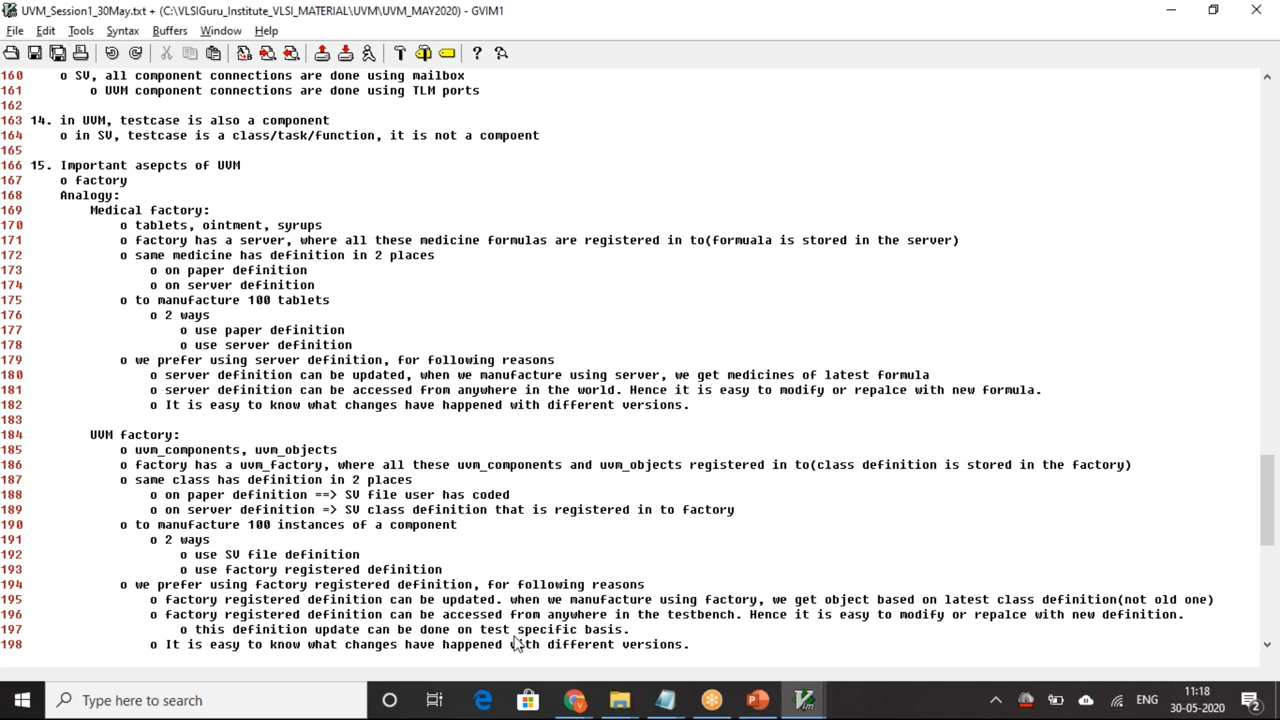 UVM_Session1_30May.txt + (C:\VLSIGuru_Institute_VLSI_MATERIAL\UVM\UVM_MAY2020) - GVIM1
File Edit Tools Syntax Buffers Window Help
160 o SV, all component connections are done using mailbox
161 o UVM component connections are done using TLM ports
162
163 14. in UVM, testcase is also a component
164 o in SV, testcase is a class/task/function, it is not a compoent
165
166 15. Important asepcts of UVM
167 o factory
168 Analogy:
169 Medical factory:
170 o tablets, ointment, syrups
171 o factory has a server, where all these medicine formulas are registered in to(formuala is stored in the server)
172 o same medicine has definition in 2 places
173 o on paper definition
174 o on server definition
175 o to manufacture 100 tablets
176 o 2 ways
177 o use paper definition
178 o use server definition
179 o we prefer using server definition, for following reasons
180 o server definition can be updated, when we manufacture using server, we get medicines of latest formula
181 o server definition can be accessed from anywhere in the world. Hence it is easy to modify or repalce with new formula.
182 o It is easy to know what changes have happened with different versions.
183
184 UVM factory:
185 o uvm_components, uvm_objects
186 o factory has a uvm_factory, where all these uvm_components and uvm_objects registered in to(class definition is stored in the factory)
187 o same class has definition in 2 places
188 o on paper definition ==> SV file user has coded
189 o on server definition => SV class definition that is registered in to factory
190 o to manufacture 100 instances of a component
191 o 2 ways
192 o use SV file definition
193 o use factory registered definition
194 o we prefer using factory registered definition, for following reasons
195 o factory registered definition can be updated. when we manufacture using factory, we get object based on latest class definition(not old one)
196 o factory registered definition can be accessed from anywhere in the testbench. Hence it is easy to modify or repalce with new definition.
197 o this definition update can be done on test specific basis.
198 o It is easy to know what changes have happened with different versions.
Type here to search
ENG
11:18
30-05-2020
2